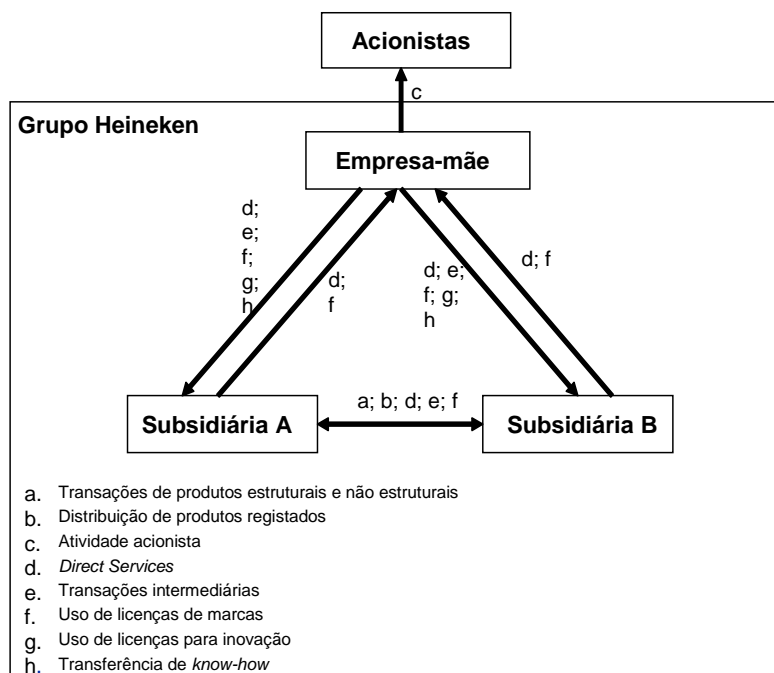 Acionistas
c
Grupo Heineken
Empresa-mãe
d;
e;
f;
g;
h
d;
f
d; e;
f; g;
h
d; f
a; b; d; e; f
Subsidiária A
Subsidiária B
a. Transações de produtos estruturais e não estruturais
b. Distribuição de produtos registados
c. Atividade acionista
d. Direct Services
e. Transações intermediárias
f. Uso de licenças de marcas
g. Uso de licenças para inovação
h. Transferência de know-how